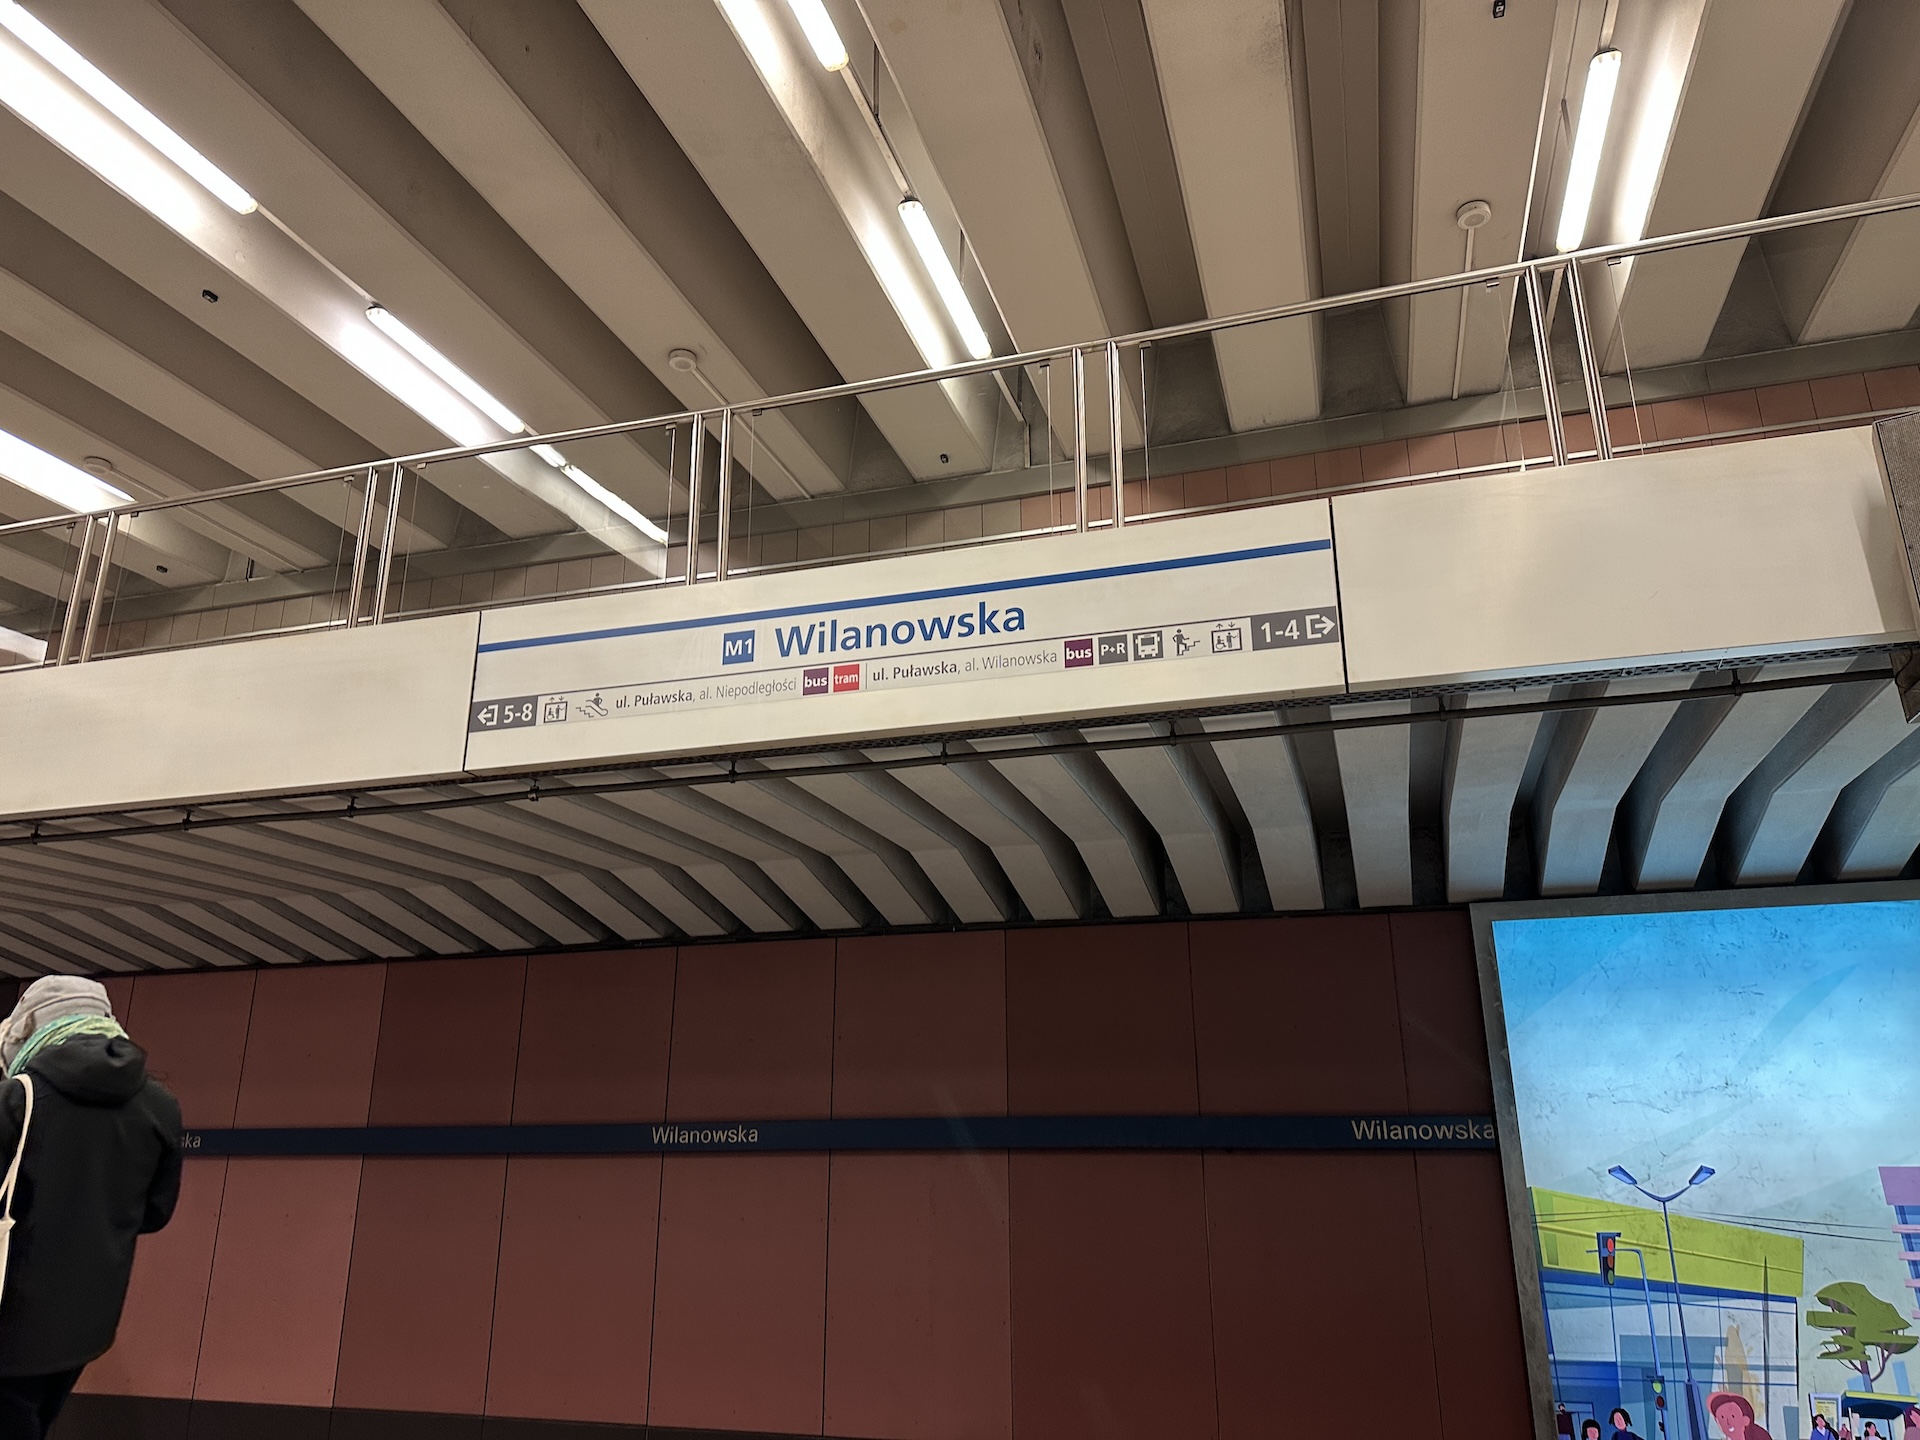 M1 Wilanowska
5-8 ul. Puławska, al. Niepodległości bus tram ul. Puławska, al. Wilanowska bus P+R 1-4
ska Wilanowska Wilanowska